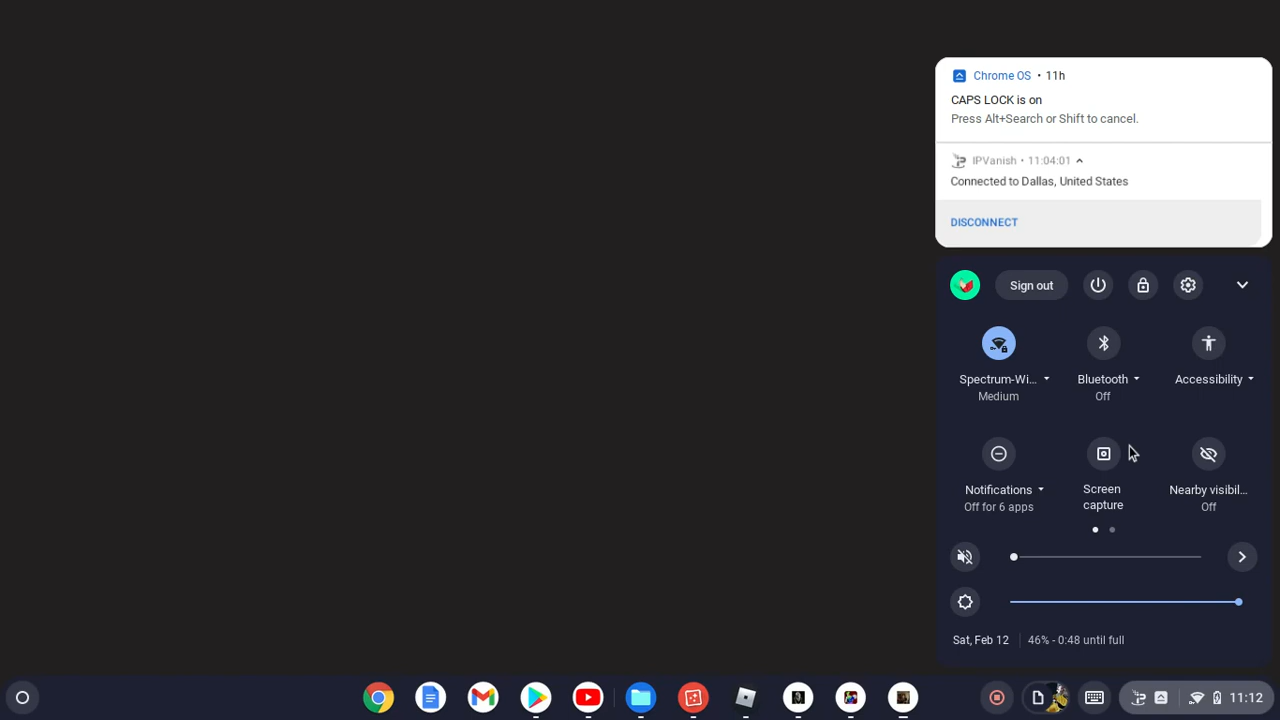 Chrome OS • 11h
CAPS LOCK is on
Press Alt+Search or Shift to cancel.
IPVanish • 11:04:01
Connected to Dallas, United States
DISCONNECT
Sign out
Spectrum-Wi...
Medium
Bluetooth
Off
Accessibility
Notifications
Off for 6 apps
Screen
capture
Nearby visibil...
Off
Sat, Feb 12
46% - 0:48 until full
11:12